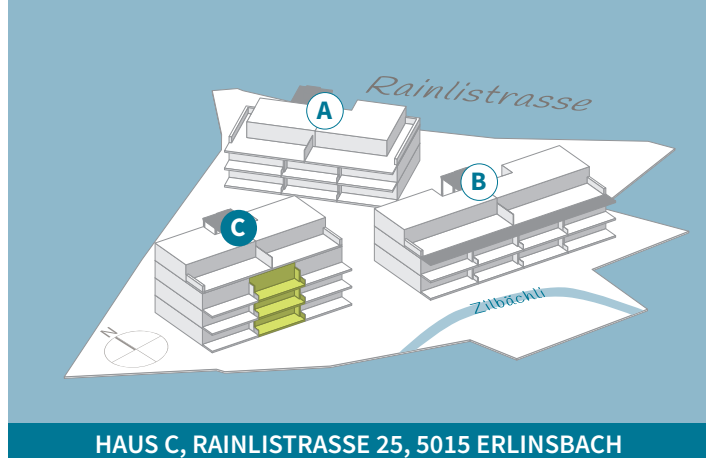 Rainlistrasse
A
B
C
Zilbächli
N
HAUS C, RAINLISTRASSE 25, 5015 ERLINSBACH